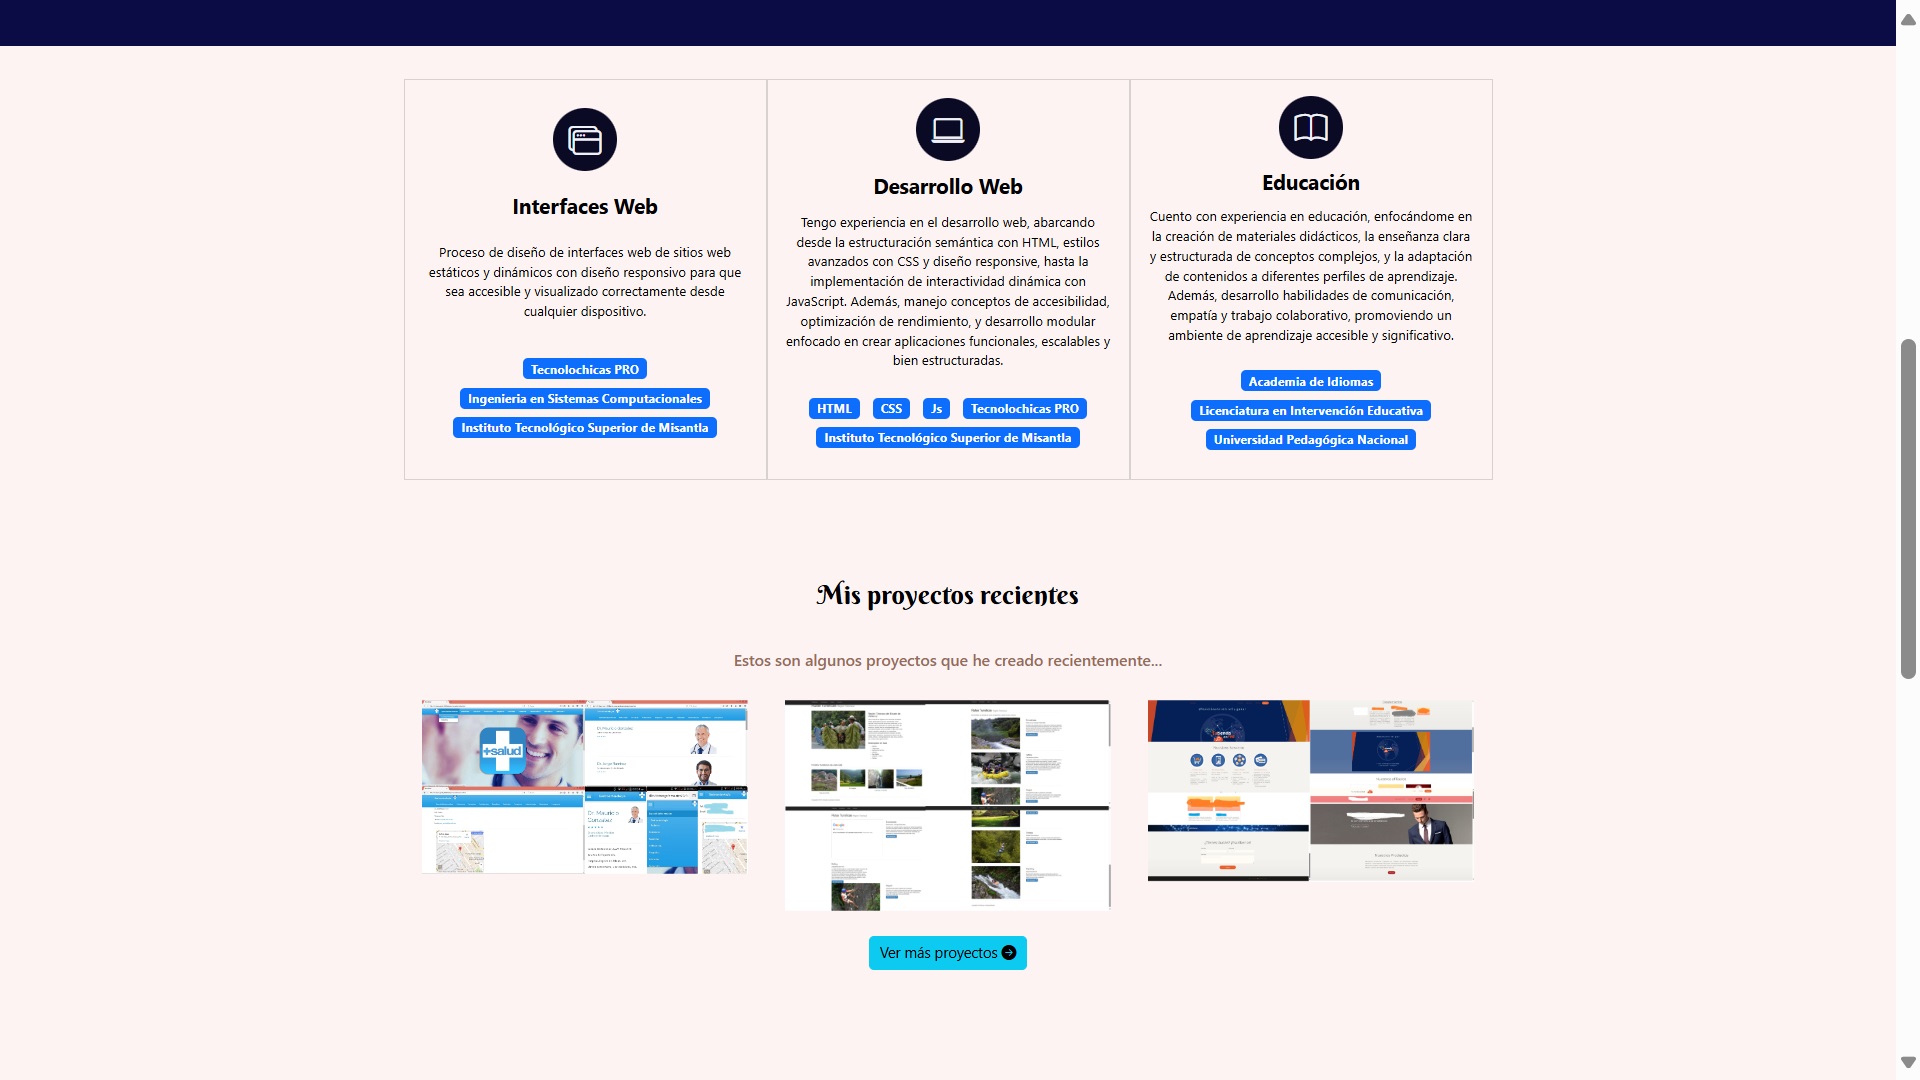 Interfaces Web
Proceso de diseño de interfaces web de sitios web
estáticos y dinámicos con diseño responsivo para que
sea accesible y visualizado correctamente desde
cualquier dispositivo.
Tecnolochicas PRO
Ingenieria en Sistemas Computacionales
Instituto Tecnológico Superior de Misantla
Desarrollo Web
Tengo experiencia en el desarrollo web, abarcando
desde la estructuración semántica con HTML, estilos
avanzados con CSS y diseño responsive, hasta la
implementación de interactividad dinámica con
JavaScript. Además, manejo conceptos de accesibilidad,
optimización de rendimiento, y desarrollo modular
enfocado en crear aplicaciones funcionales, escalables y
bien estructuradas.
HTML CSS Js Tecnolochicas PRO
Instituto Tecnológico Superior de Misantla
Educación
Cuento con experiencia en educación, enfocándome en
la creación de materiales didácticos, la enseñanza clara
y estructurada de conceptos complejos, y la adaptación
de contenidos a diferentes perfiles de aprendizaje.
Además, desarrollo habilidades de comunicación,
empatía y trabajo colaborativo, promoviendo un
ambiente de aprendizaje accesible y significativo.
Academia de Idiomas
Licenciatura en Intervención Educativa
Universidad Pedagógica Nacional
Mis proyectos recientes
Estos son algunos proyectos que he creado recientemente...
+salud
Dr. Mauricio
Gonzalez
Ver más proyectos